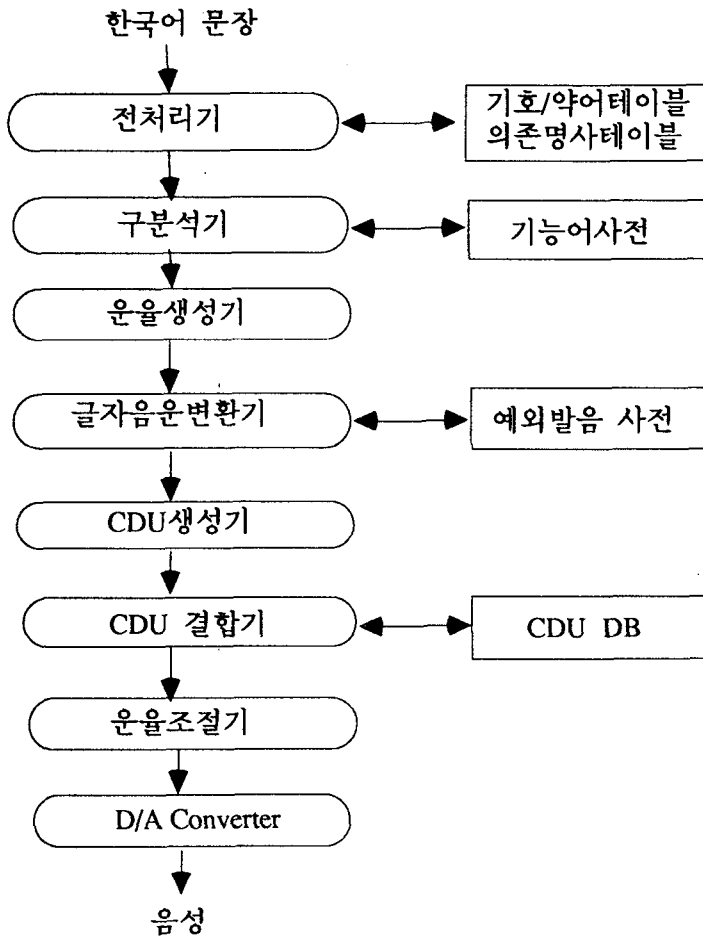 한국어 문장
전처리기
기호/약어테이블
의존명사테이블
구분석기
기능어사전
운율생성기
글자음운변환기
예외발음 사전
CDU생성기
CDU 결합기
CDU DB
운율조절기
D/A Converter
음성